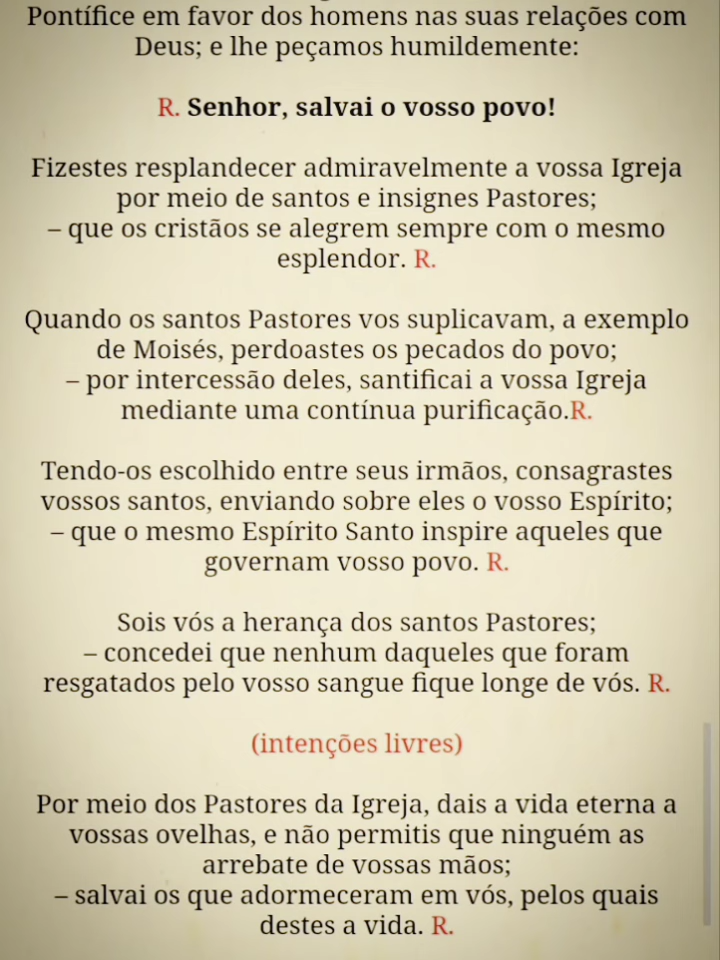 Pontífice em favor dos homens nas suas relações com
Deus; e lhe peçamos humildemente:
R. Senhor, salvai o vosso povo!
Fizestes resplandecer admiravelmente a vossa Igreja
por meio de santos e insignes Pastores;
– que os cristãos se alegrem sempre com o mesmo
esplendor. R.
Quando os santos Pastores vos suplicavam, a exemplo
de Moisés, perdoastes os pecados do povo;
– por intercessão deles, santificai a vossa Igreja
mediante uma contínua purificação.R.
Tendo-os escolhido entre seus irmãos, consagrastes
vossos santos, enviando sobre eles o vosso Espírito;
– que o mesmo Espírito Santo inspire aqueles que
governam vosso povo. R.
Sois vós a herança dos santos Pastores;
– concedei que nenhum daqueles que foram
resgatados pelo vosso sangue fique longe de vós. R.
(intenções livres)
Por meio dos Pastores da Igreja, dais a vida eterna a
vossas ovelhas, e não permitis que ninguém as
arrebate de vossas mãos;
– salvai os que adormeceram em vós, pelos quais
destes a vida. R.